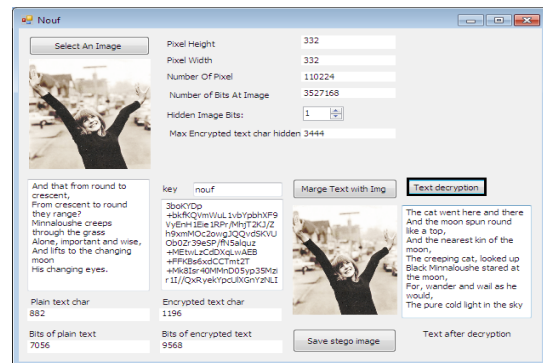 Nouf
Select An Image
Pixel Height 332
Pixel Width 332
Number Of Pixel 110224
Number of Bits At Image 3527168
Hidden Image Bits: 1
Max Encrypted text char hidden 3444
And that from round to
crescent,
From crescent to round
they range?
Minnaloushe creeps
through the grass
Alone, important and wise,
And lifts to the changing
moon
His changing eyes.
key nouf
3boKYDp
+bkfKQVmWuL1vbYpbhXF9
VyEnH1Eie1RPr/MhjT2KJ/Z
h9xmMOc2owgJQQvdSKVU
Ob0Zr39eSP/fN5alquz
+METwLzCdDXqLwAEB
+FFKBs6xdCCTmt2T
+Mk8Isr40MMnD05yp35Mzi
r1I//QxRyekYpcUlXGnYzNLI
Marge Text with Img
Text decryption
The cat went here and there
And the moon spun round
like a top,
And the nearest kin of the
moon,
The creeping cat, looked up
Black Minnaloushe stared at
the moon,
For, wander and wail as he
would,
The pure cold light in the sky
Plain text char
882
Encrypted text char
1196
Bits of plain text
7056
Bits of encrypted text
9568
Save stego image
Text after decryption